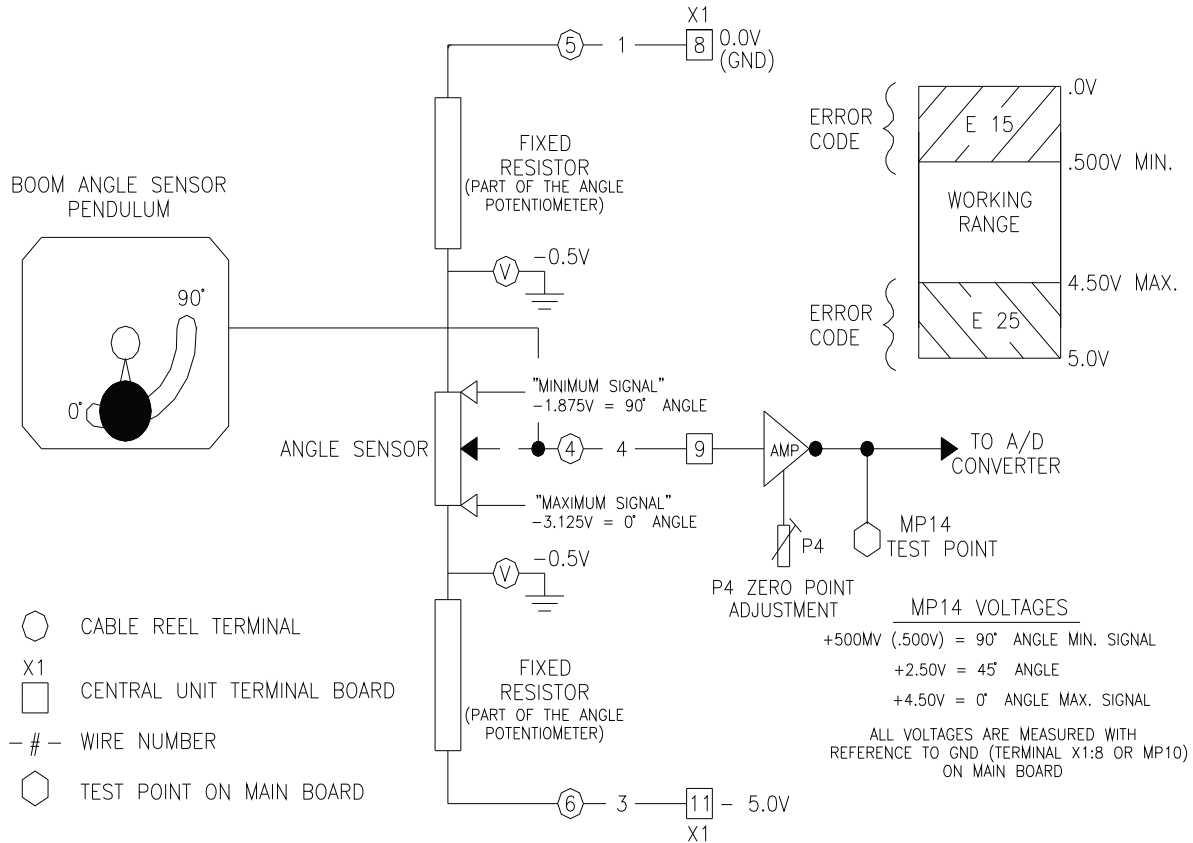 X1
5
1
8
0.0V
(GND)
ERROR
CODE
E 15
.0V
.500V MIN.
WORKING
RANGE
4.50V MAX.
ERROR
CODE
E 25
5.0V
FIXED
RESISTOR
(PART OF THE ANGLE
POTENTIOMETER)
BOOM ANGLE SENSOR
PENDULUM
90°
0°
V
-0.5V
"MINIMUM SIGNAL"
-1.875V = 90° ANGLE
ANGLE SENSOR
4
4
9
AMP
TO A/D
CONVERTER
"MAXIMUM SIGNAL"
-3.125V = 0° ANGLE
P4
MP14
TEST POINT
V
-0.5V
P4 ZERO POINT
ADJUSTMENT
MP14 VOLTAGES
+500MV (.500V) = 90° ANGLE MIN. SIGNAL
+2.50V = 45° ANGLE
+4.50V = 0° ANGLE MAX. SIGNAL
ALL VOLTAGES ARE MEASURED WITH
REFERENCE TO GND (TERMINAL X1:8 OR MP10)
ON MAIN BOARD
FIXED
RESISTOR
(PART OF THE ANGLE
POTENTIOMETER)
CABLE REEL TERMINAL
X1
CENTRAL UNIT TERMINAL BOARD
-#- WIRE NUMBER
TEST POINT ON MAIN BOARD
6
3
11
- 5.0V
X1